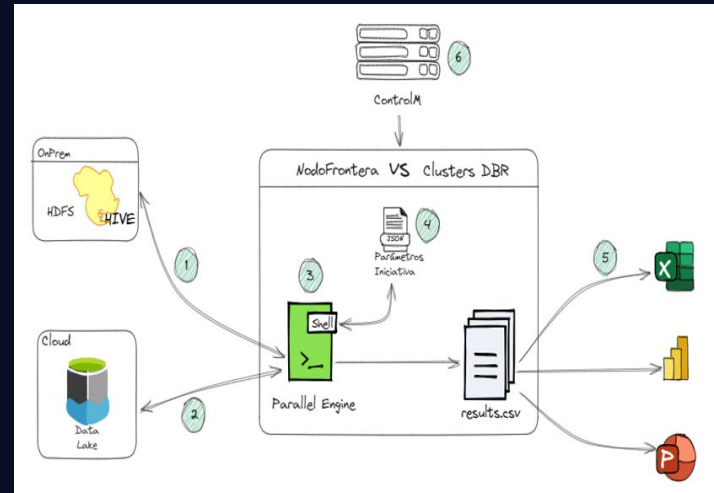 6
ControlM
OnPrem
HDFS
HIVE
1
NodoFrontera VS Clusters DBR
JSON
4
Parámetros
Iniciativa
3
Shell
>_
Parallel Engine
results.csv
5
X
P
Cloud
Data
Lake
2